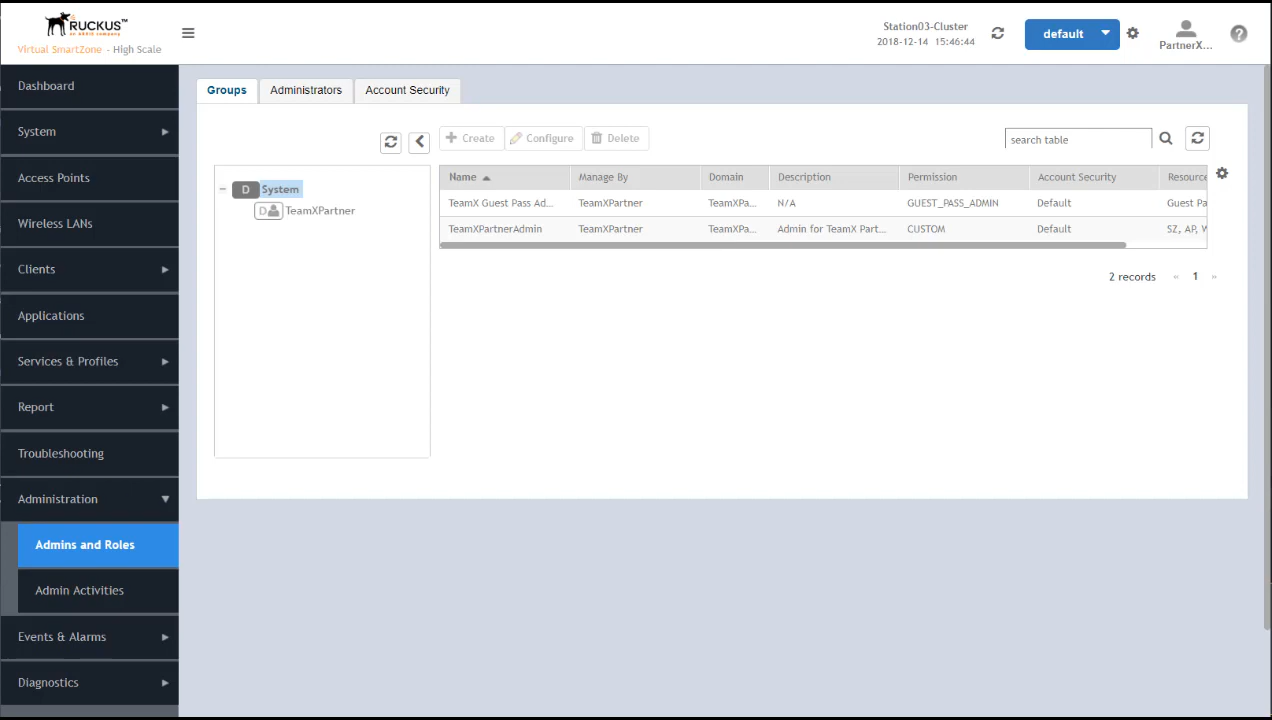 RUCKUS™
an ARRIS company
Virtual SmartZone - High Scale
Station03-Cluster
2018-12-14 15:46:44
default
PartnerX...
Dashboard
System
Access Points
Wireless LANs
Clients
Applications
Services & Profiles
Report
Troubleshooting
Administration
Admins and Roles
Admin Activities
Events & Alarms
Diagnostics
Groups Administrators Account Security
Create Configure Delete
search table
D System
D TeamXPartner
Name Manage By Domain Description Permission Account Security Resource
TeamX Guest Pass Ad... TeamXPartner TeamXPa... N/A GUEST_PASS_ADMIN Default Guest Pa
TeamXPartnerAdmin TeamXPartner TeamXPa... Admin for TeamX Part... CUSTOM Default SZ, AP, W
2 records « 1 »